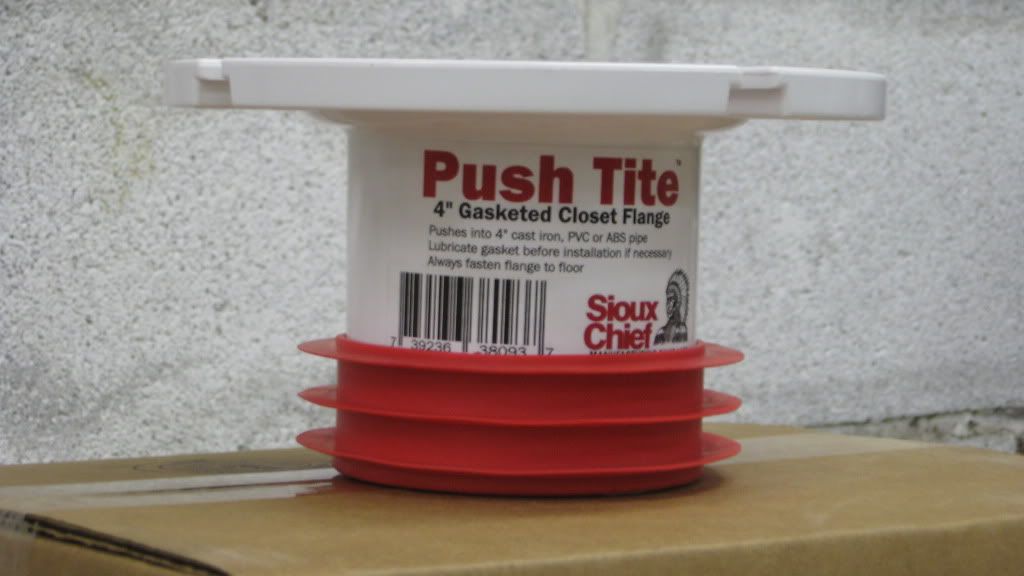 Push Tite™
4" Gasketed Closet Flange
Pushes into 4" cast iron, PVC or ABS pipe
Lubricate gasket before installation if necessary
Always fasten flange to floor
Sioux
Chief
7 39236 38093 7